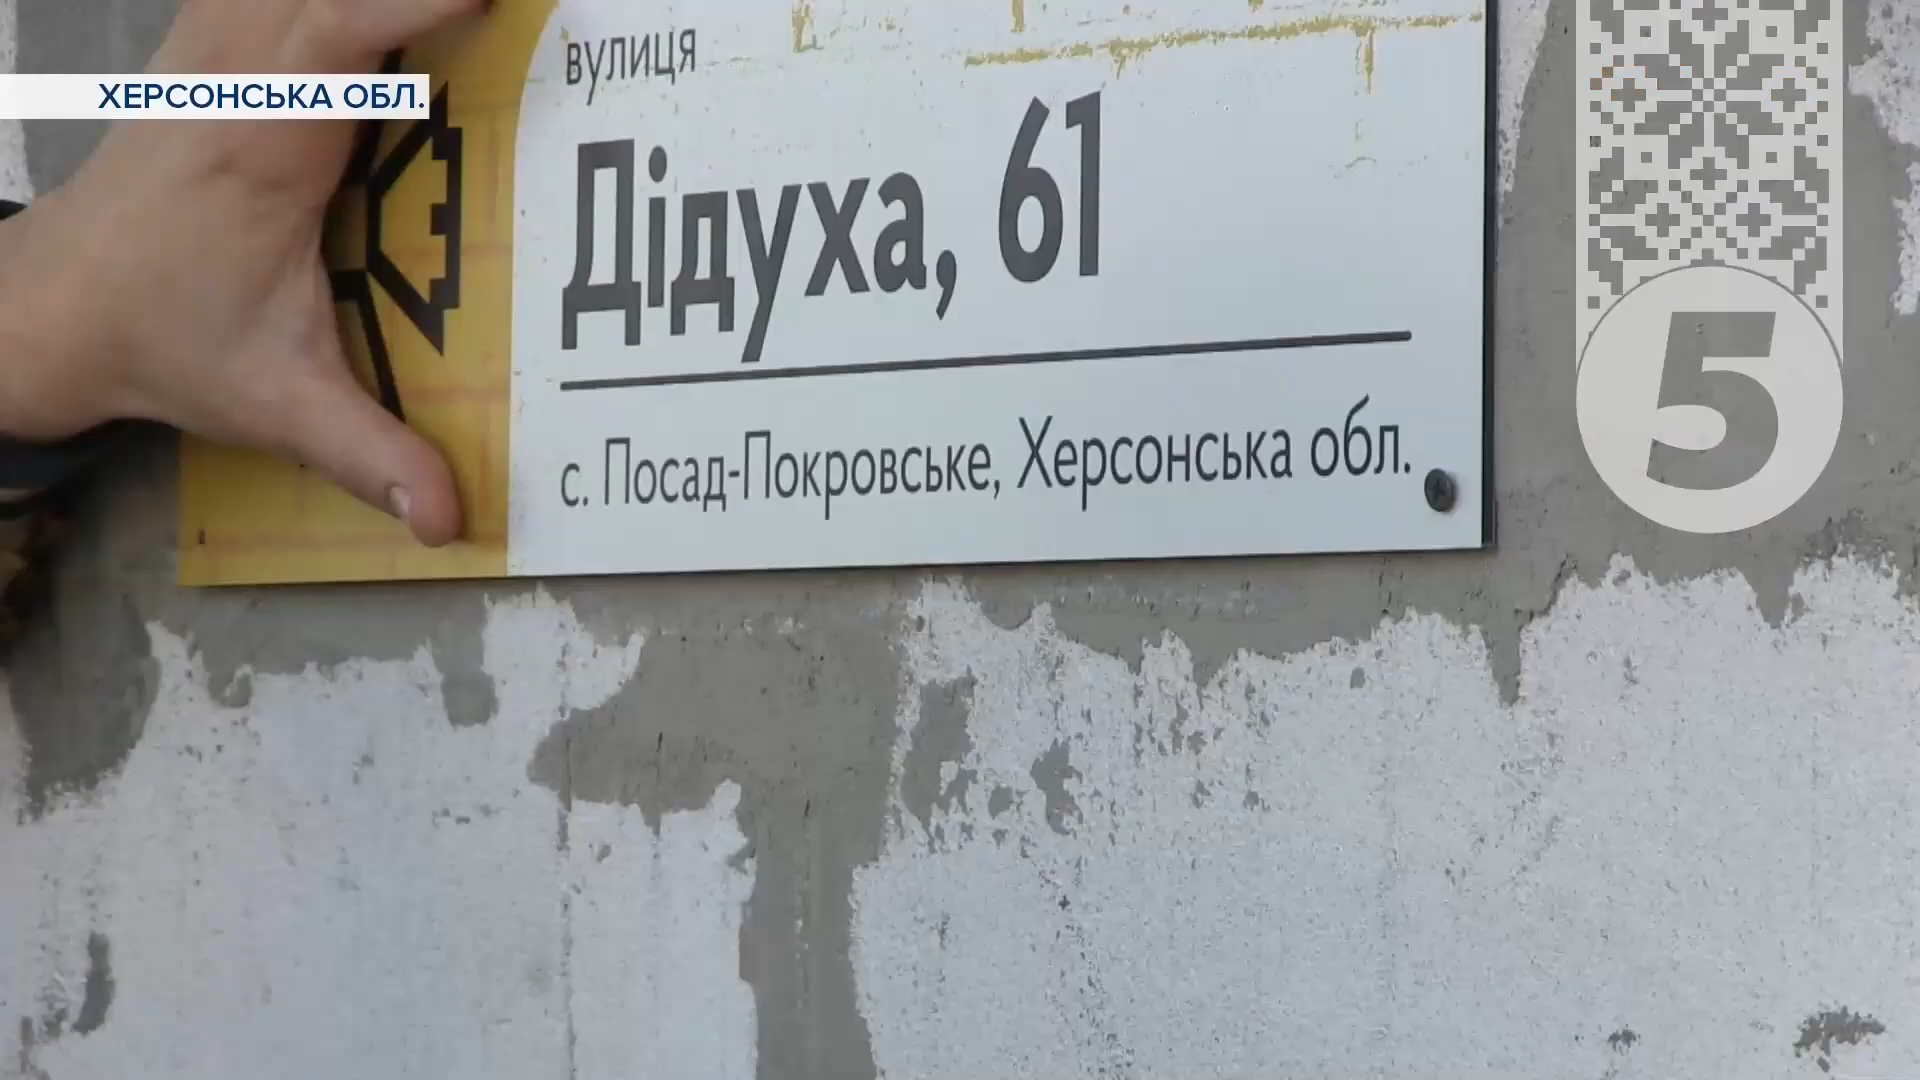 ХЕРСОНСЬКА ОБЛ.
вулиця
Дідуха, 61
с. Посад-Покровське, Херсонська обл.
5